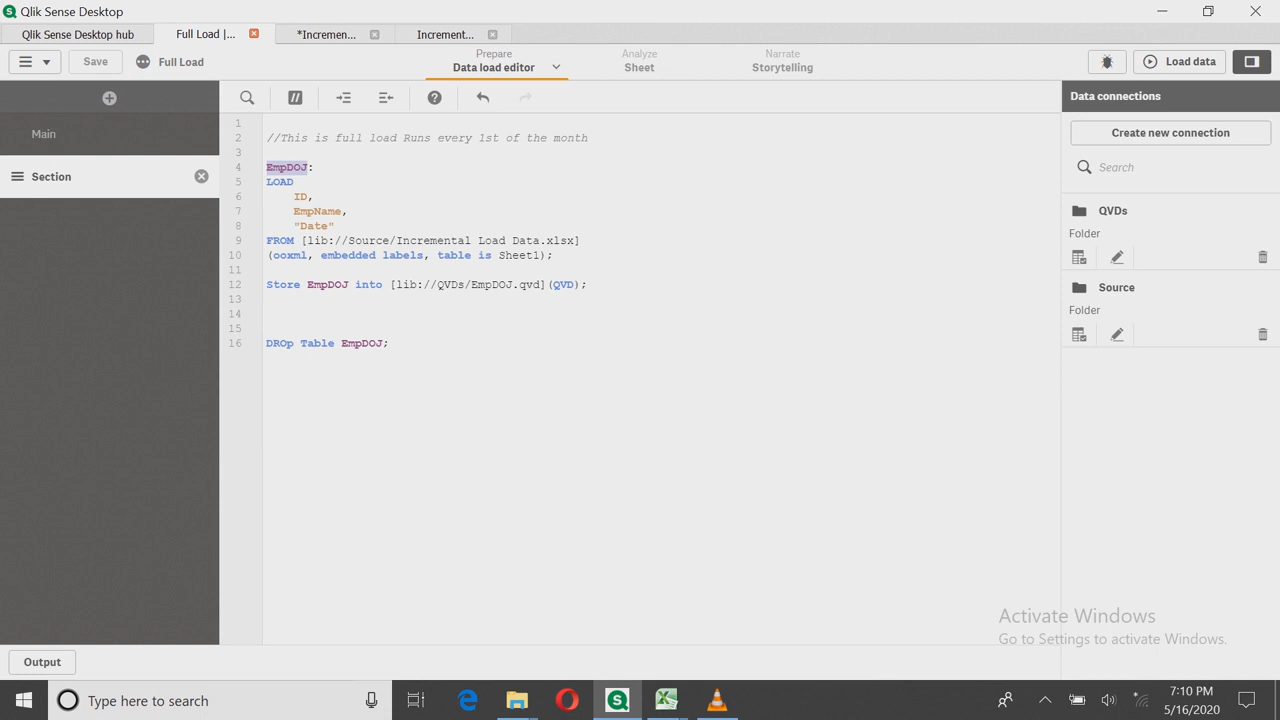 Qlik Sense Desktop
Qlik Sense Desktop hub
Full Load |...
*Incremen...
Increment...
Save
Full Load
Prepare
Data load editor
Analyze
Sheet
Narrate
Storytelling
Load data
Main
Section
1
2 //This is full load Runs every 1st of the month
3
4 EmpDOJ:
5 LOAD
6 ID,
7 EmpName,
8 "Date"
9 FROM [lib://Source/Incremental Load Data.xlsx]
10 (ooxml, embedded labels, table is Sheet1);
11
12 Store EmpDOJ into [lib://QVDs/EmpDOJ.qvd](QVD);
13
14
15
16 DROp Table EmpDOJ;
Data connections
Create new connection
Search
QVDs
Folder
Source
Folder
Activate Windows
Go to Settings to activate Windows.
Output
Type here to search
7:10 PM
5/16/2020